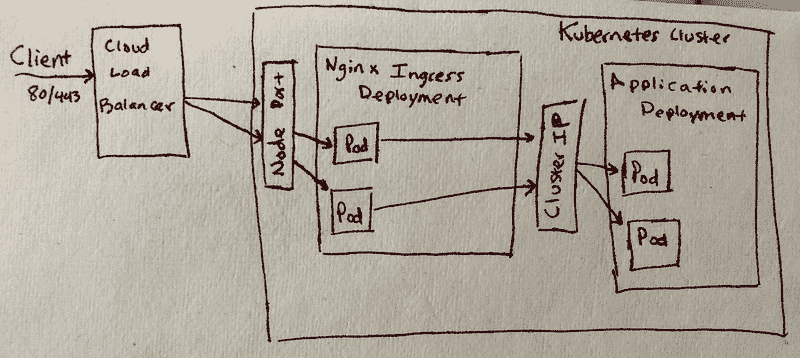 Client
80/443
Cloud
Load
Balancer
Kubernetes Cluster
Node Port
Nginx Ingress
Deployment
Pod
Pod
Cluster IP
Application
Deployment
Pod
Pod